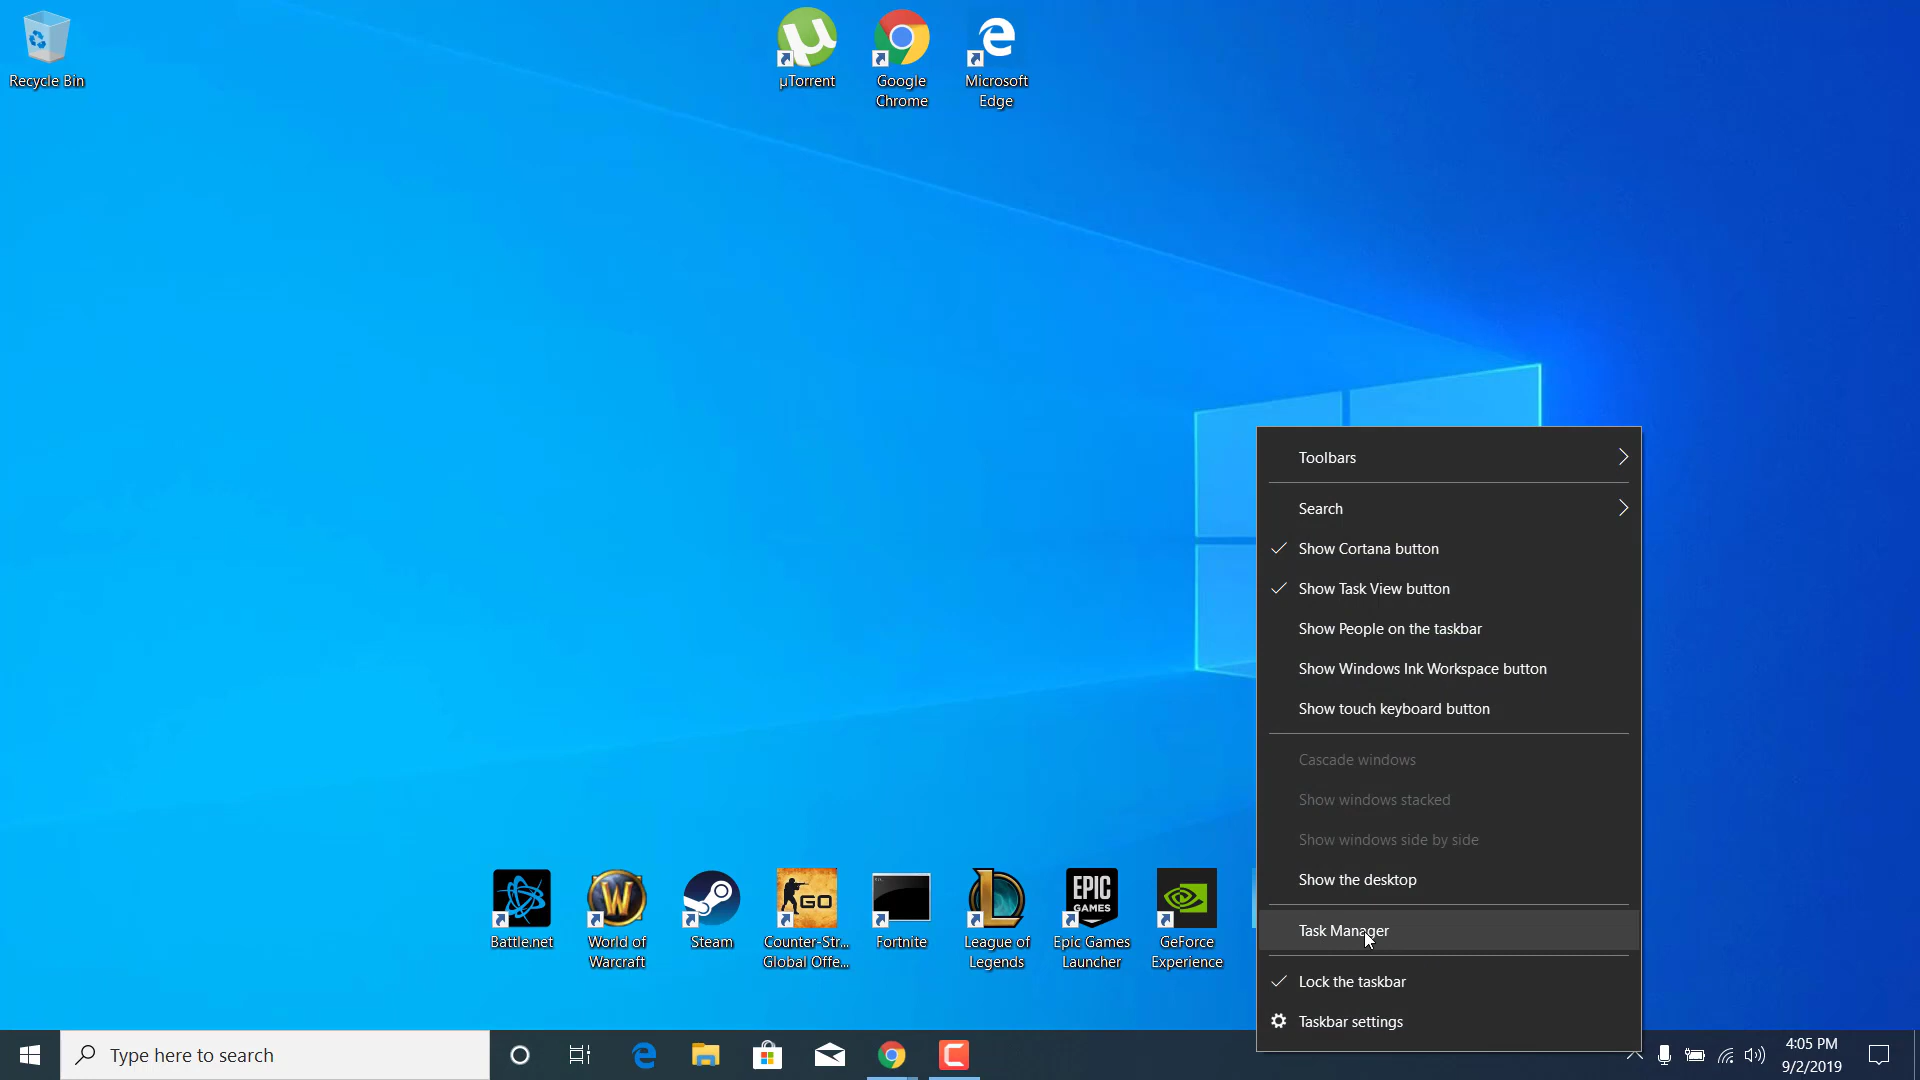 Recycle Bin
µTorrent
Google
Chrome
Microsoft
Edge
Toolbars
Search
Show Cortana button
Show Task View button
Show People on the taskbar
Show Windows Ink Workspace button
Show touch keyboard button
Cascade windows
Show windows stacked
Show windows side by side
Show the desktop
Task Manager
Lock the taskbar
Taskbar settings
W
GO
EPIC
GAMES
Battle.net
World of
Warcraft
Steam
Counter-Str...
Global Offe...
Fortnite
League of
Legends
Epic Games
Launcher
GeForce
Experience
Type here to search
4:05 PM
9/2/2019